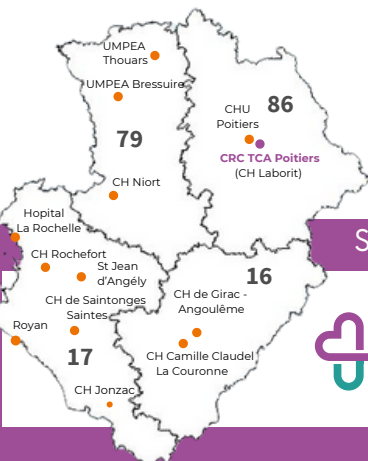 UMPEA
Thouars
UMPEA Bressuire
79
CH Niort
CHU
Poitiers
86
CRC TCA Poitiers
(CH Laborit)
Hopital
La Rochelle
CH Rochefort
St Jean
d'Angély
CH de Saintonges
Saintes
Royan
17
CH Jonzac
16
CH de Girac -
Angoulême
CH Camille Claudel
La Couronne
S